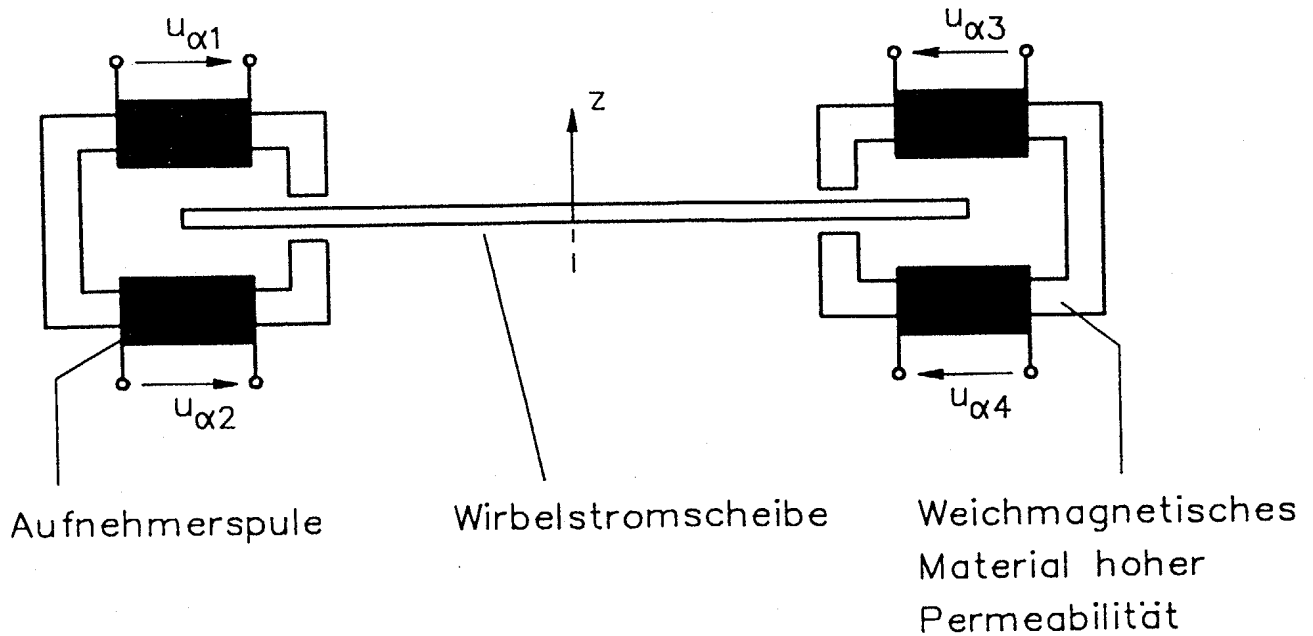 uα1
uα3
z
uα2
uα4
Aufnehmerspule
Wirbelstromscheibe
Weichmagnetisches
Material hoher
Permeabilität